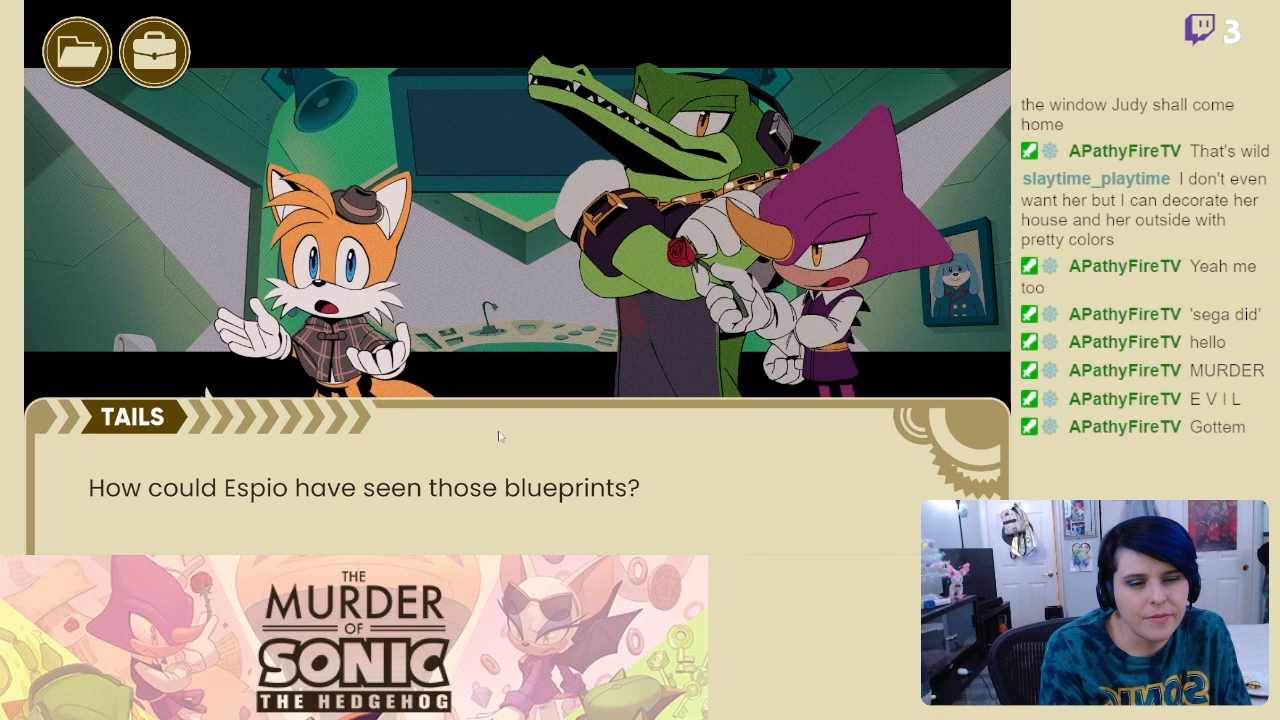 3
the window Judy shall come
home
APathyFireTV That's wild
slaytime_playtime I don't even
want her but I can decorate her
house and her outside with
pretty colors
APathyFireTV Yeah me
too
APathyFireTV 'sega did'
APathyFireTV hello
APathyFireTV MURDER
APathyFireTV E V I L
APathyFireTV Gottem
TAILS
How could Espio have seen those blueprints?
THE
MURDER
OF
SONIC
THE HEDGEHOG
SONIC